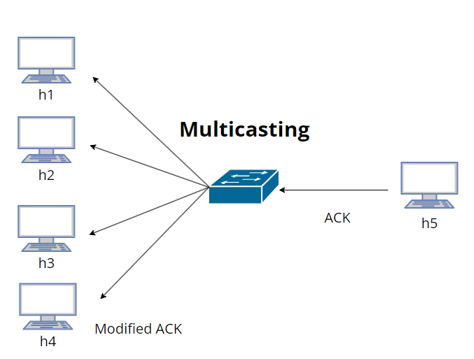 h1
Multicasting
h2
h3
ACK
h5
h4
Modified ACK